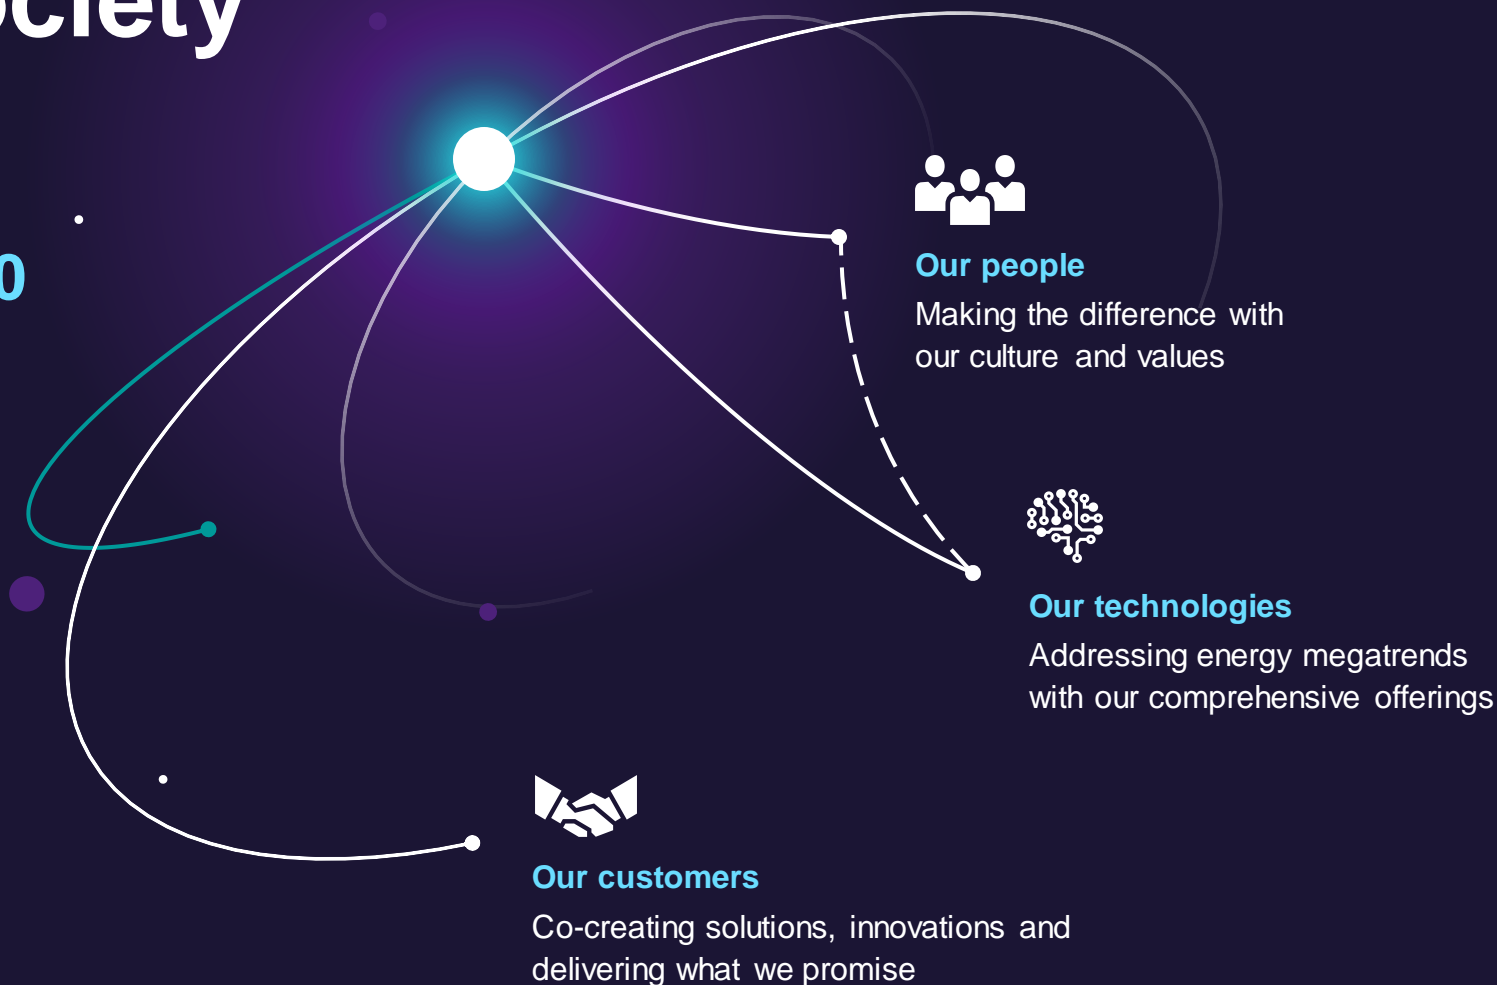 0
Our people
Making the difference with
our culture and values
Our technologies
Addressing energy megatrends
with our comprehensive offerings
Our customers
Co-creating solutions, innovations and
delivering what we promise